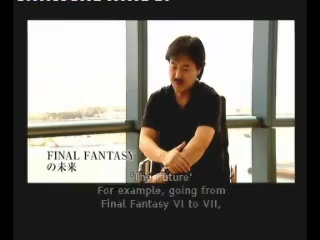 FINAL FANTASY
の未来
'The Future'
For example, going from
Final Fantasy VI to VII,